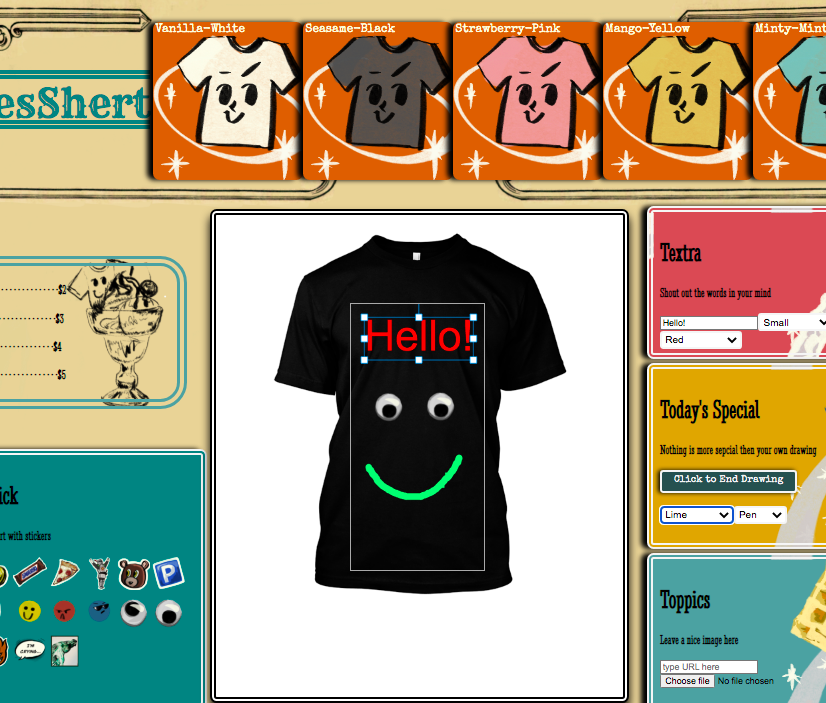 Vanilla-White
Seasame-Black
Strawberry-Pink
Mango-Yellow
Minty-Mint
esShert
$2
$3
$4
$5
Hello!
Textra
Shout out the words in your mind
Hello!
Small
Red
Today's Special
Nothing is more sepcial then your own drawing
Click to End Drawing
Lime
Pen
ick
rt with stickers
P
I'M
CRYING...
Toppics
Leave a nice image here
type URL here
Choose file
No file chosen